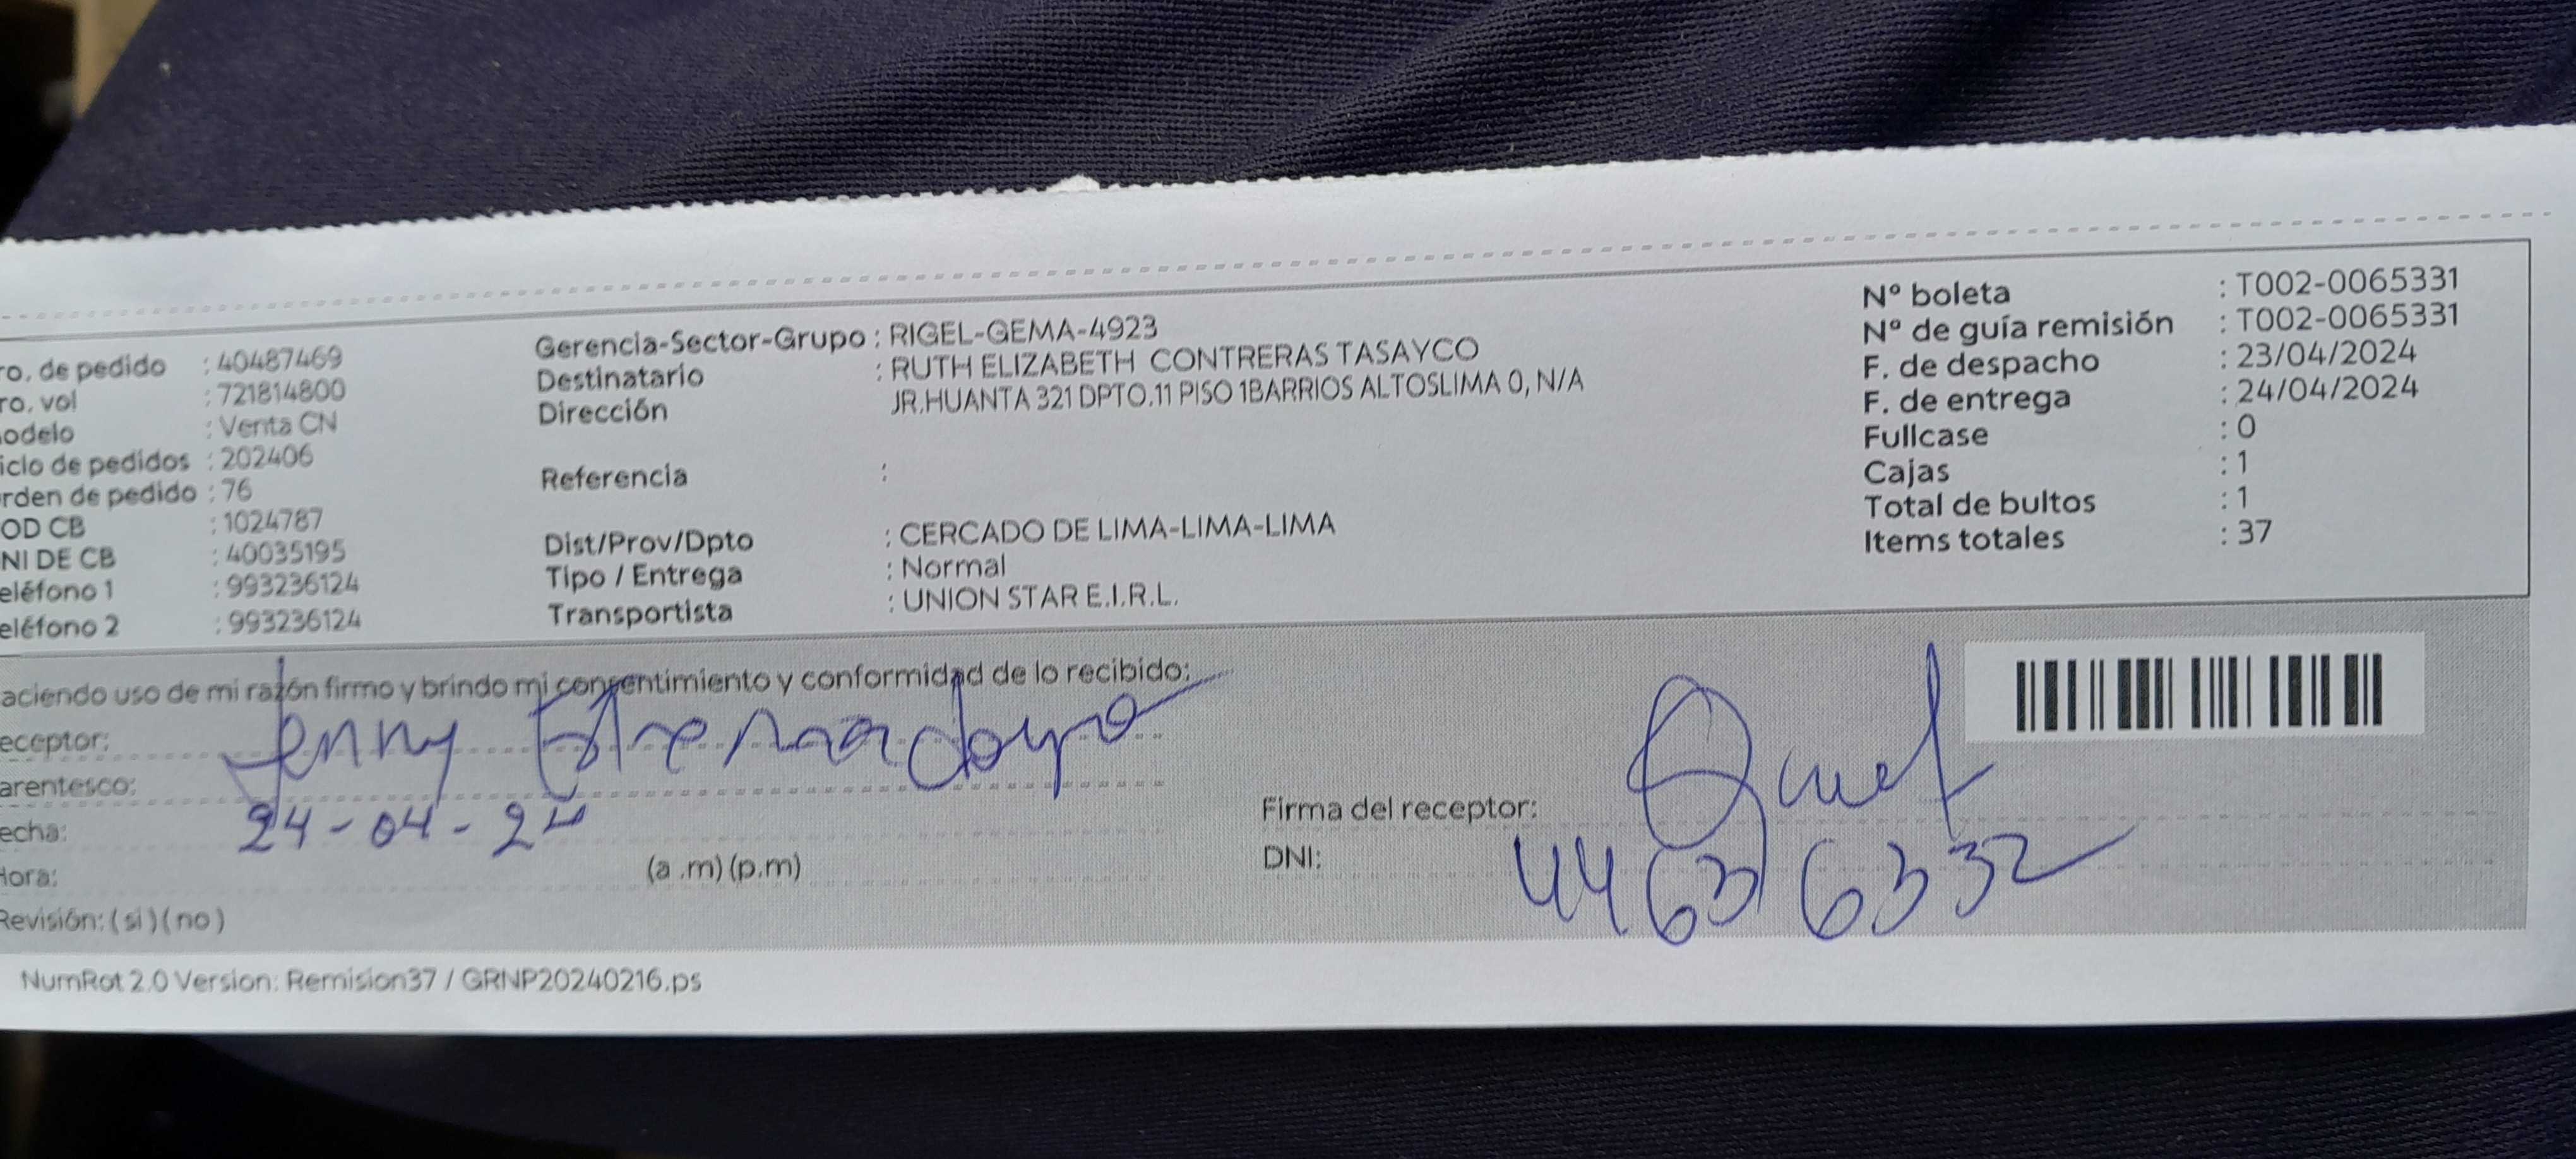 ro. de pedido : 40487469
ro. vol : 721814800
odelo : Venta CN
iclo de pedidos : 202406
rden de pedido : 76
OD CB : 1024787
NI DE CB : 40035195
eléfono 1 : 993236124
eléfono 2 : 993236124
Gerencia-Sector-Grupo : RIGEL-GEMA-4923
Destinatario : RUTH ELIZABETH CONTRERAS TASAYCO
Dirección JR.HUANTA 321 DPTO.11 PISO 1BARRIOS ALTOSLIMA 0, N/A
Referencia :
Dist/Prov/Dpto : CERCADO DE LIMA-LIMA-LIMA
Tipo / Entrega : Normal
Transportista : UNION STAR E.I.R.L.
Nº boleta : T002-0065331
Nº de guía remisión : T002-0065331
F. de despacho : 23/04/2024
F. de entrega : 24/04/2024
Fullcase : 0
Cajas : 1
Total de bultos : 1
Items totales : 37
aciendo uso de mi razón firmo y brindo mi consentimiento y conformidad de lo recibido:
eceptor: Jenny Estremadoyro
arentesco:
echa: 24-04-24
Hora: (a .m) (p.m)
Revisión: ( si ) ( no )
Firma del receptor:
DNI: 44636332
NumRot 2.0 Version: Remision37 / GRNP20240216.ps